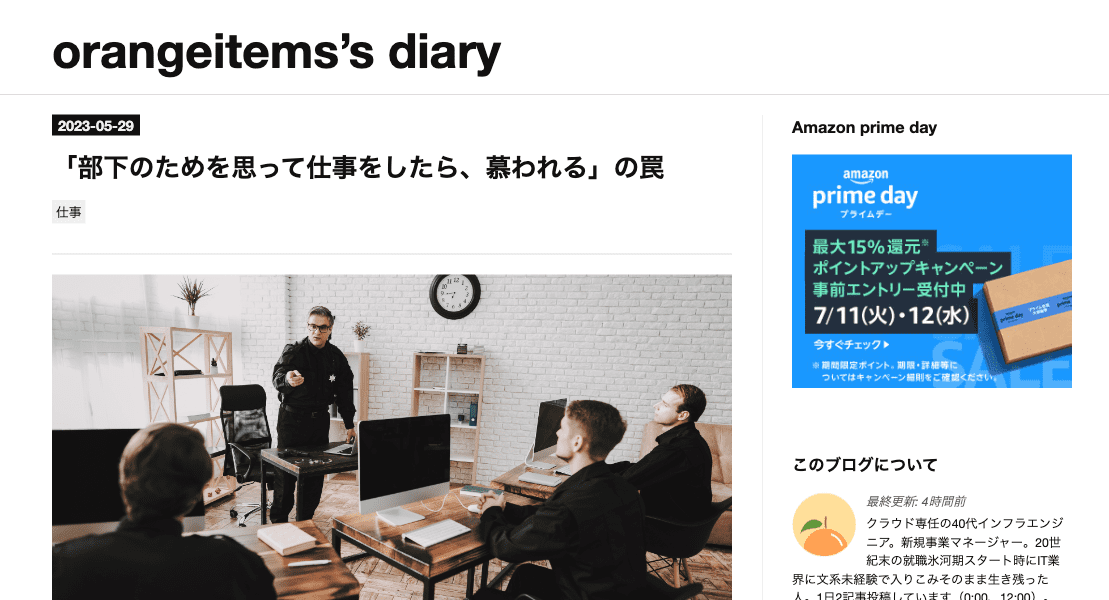 orangeitems’s diary
2023-05-29
「部下のためを思って仕事をしたら、慕われる」の罠
仕事
Amazon prime day
amazon
prime day
プライムデー
最大15%還元※
ポイントアップキャンペーン
事前エントリー受付中
7/11(火)・12(水)
今すぐチェック
※期間限定ポイント。期限・詳細等に
ついてはキャンペーン細則をご確認ください。
SALE
SALE
このブログについて
最終更新: 4時間前
クラウド専任の40代インフラエンジ
ニア。新規事業マネージャー。20世
紀末の就職氷河期スタート時にIT業
界に文系未経験で入りこみそのまま生き残った
人。1日2記事投稿しています（0:00、12:00）。